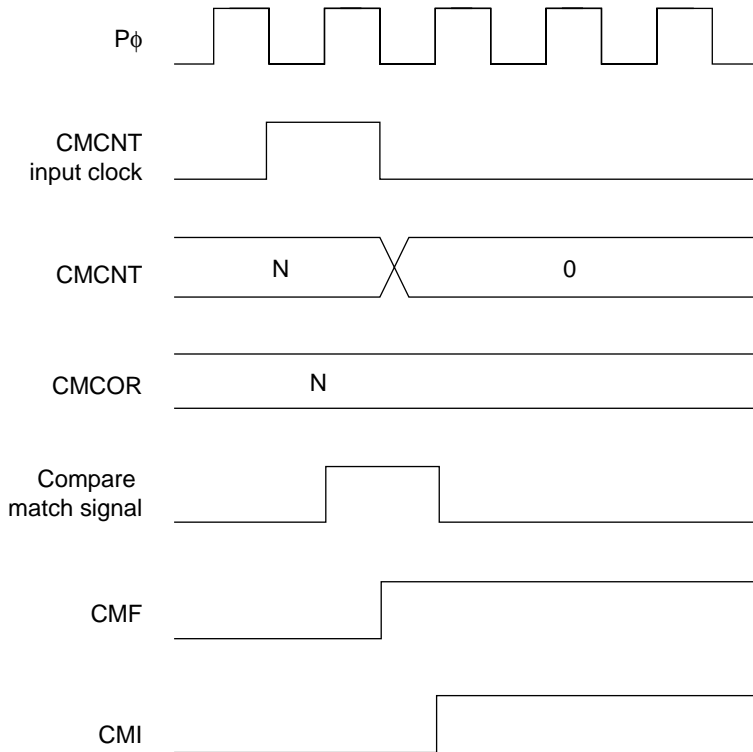 Pϕ
CMCNT
input clock
CMCNT
N
0
CMCOR
N
Compare
match signal
CMF
CMI